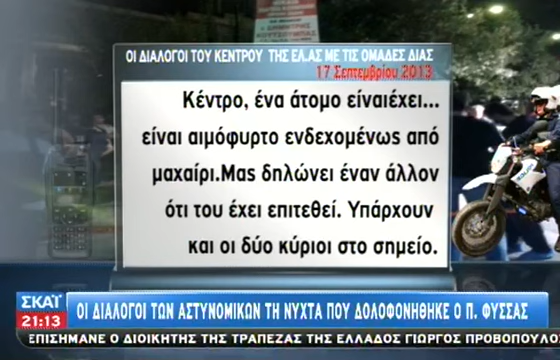 ΟΙ ΔΙΑΛΟΓΟΙ ΤΟΥ ΚΕΝΤΡΟΥ ΤΗΣ ΕΛ.ΑΣ ΜΕ ΤΙΣ ΟΜΑΔΕΣ ΔΙΑΣ
17 Σεπτεμβρίου 2013
Κέντρο, ένα άτομο είναιέχει...
είναι αιμόφυρτο ενδεχομένως από
μαχαίρι.Μας δηλώνει έναν άλλον
ότι του έχει επιτεθεί. Υπάρχουν
και οι δύο κύριοι στο σημείο.
ΣΚΑΪ
21:13
ΟΙ ΔΙΑΛΟΓΟΙ ΤΩΝ ΑΣΤΥΝΟΜΙΚΩΝ ΤΗ ΝΥΧΤΑ ΠΟΥ ΔΟΛΟΦΟΝΗΘΗΚΕ Ο Π. ΦΥΣΣΑΣ
ΕΠΙΣΗΜΑΝΕ Ο ΔΙΟΙΚΗΤΗΣ ΤΗΣ ΤΡΑΠΕΖΑΣ ΤΗΣ ΕΛΛΑΔΟΣ ΓΙΩΡΓΟΣ ΠΡΟΒΟΠΟΥΛΟ